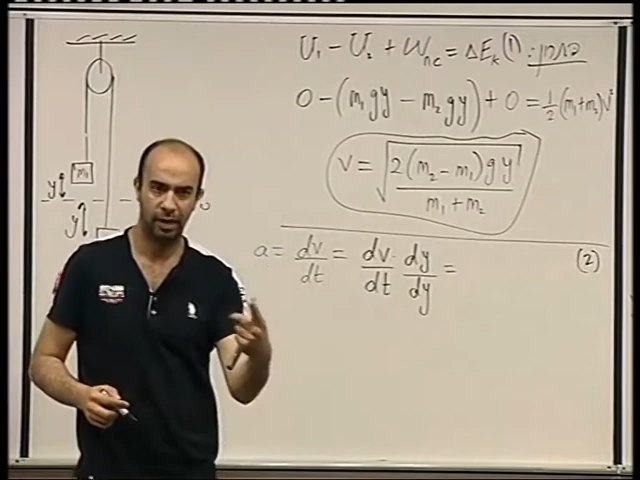 U₁ - U₂ + W_nc = ΔE_k (1)
0 - (m₁gy - m₂gy) + 0 = ½(m₁+m₂)v²
v = √(2(m₂ - m₁)gy / (m₁ + m₂))
m₁
y
y
0
a = dv/dt = dv/dt · dy/dy =
(2)